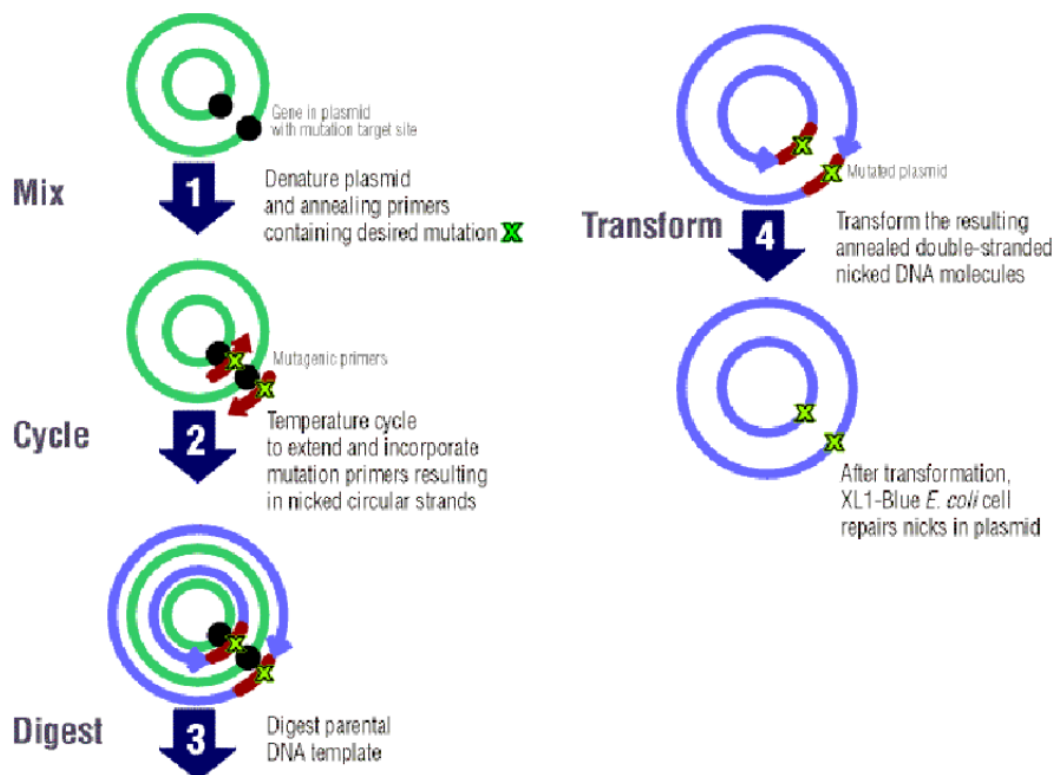 Gene in plasmid
with mutation target site
Mix
1
Denature plasmid
and annealing primers
containing desired mutation X
Mutagenic primers
Cycle
2
Temperature cycle
to extend and incorporate
mutation primers resulting
in nicked circular strands
Digest
3
Digest parental
DNA template
Mutated plasmid
Transform
4
Transform the resulting
annealed double-stranded
nicked DNA molecules
After transformation,
XL1-Blue E. coli cell
repairs nicks in plasmid